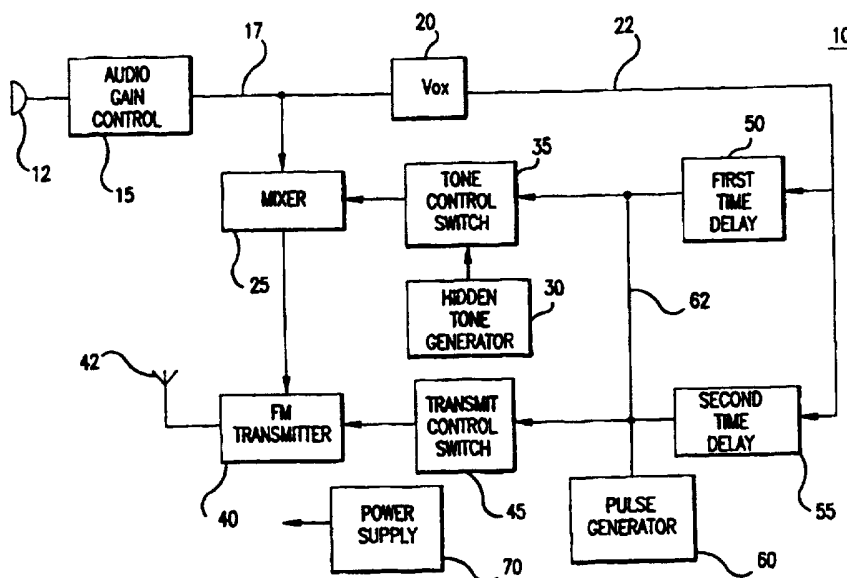 20
17
22
10
AUDIO
GAIN
CONTROL
Vox
12
15
35
50
MIXER
TONE
CONTROL
SWITCH
FIRST
TIME
DELAY
25
HIDDEN
TONE
GENERATOR
30
62
42
FM
TRANSMITTER
TRANSMIT
CONTROL
SWITCH
SECOND
TIME
DELAY
40
POWER
SUPPLY
45
PULSE
GENERATOR
55
70
60